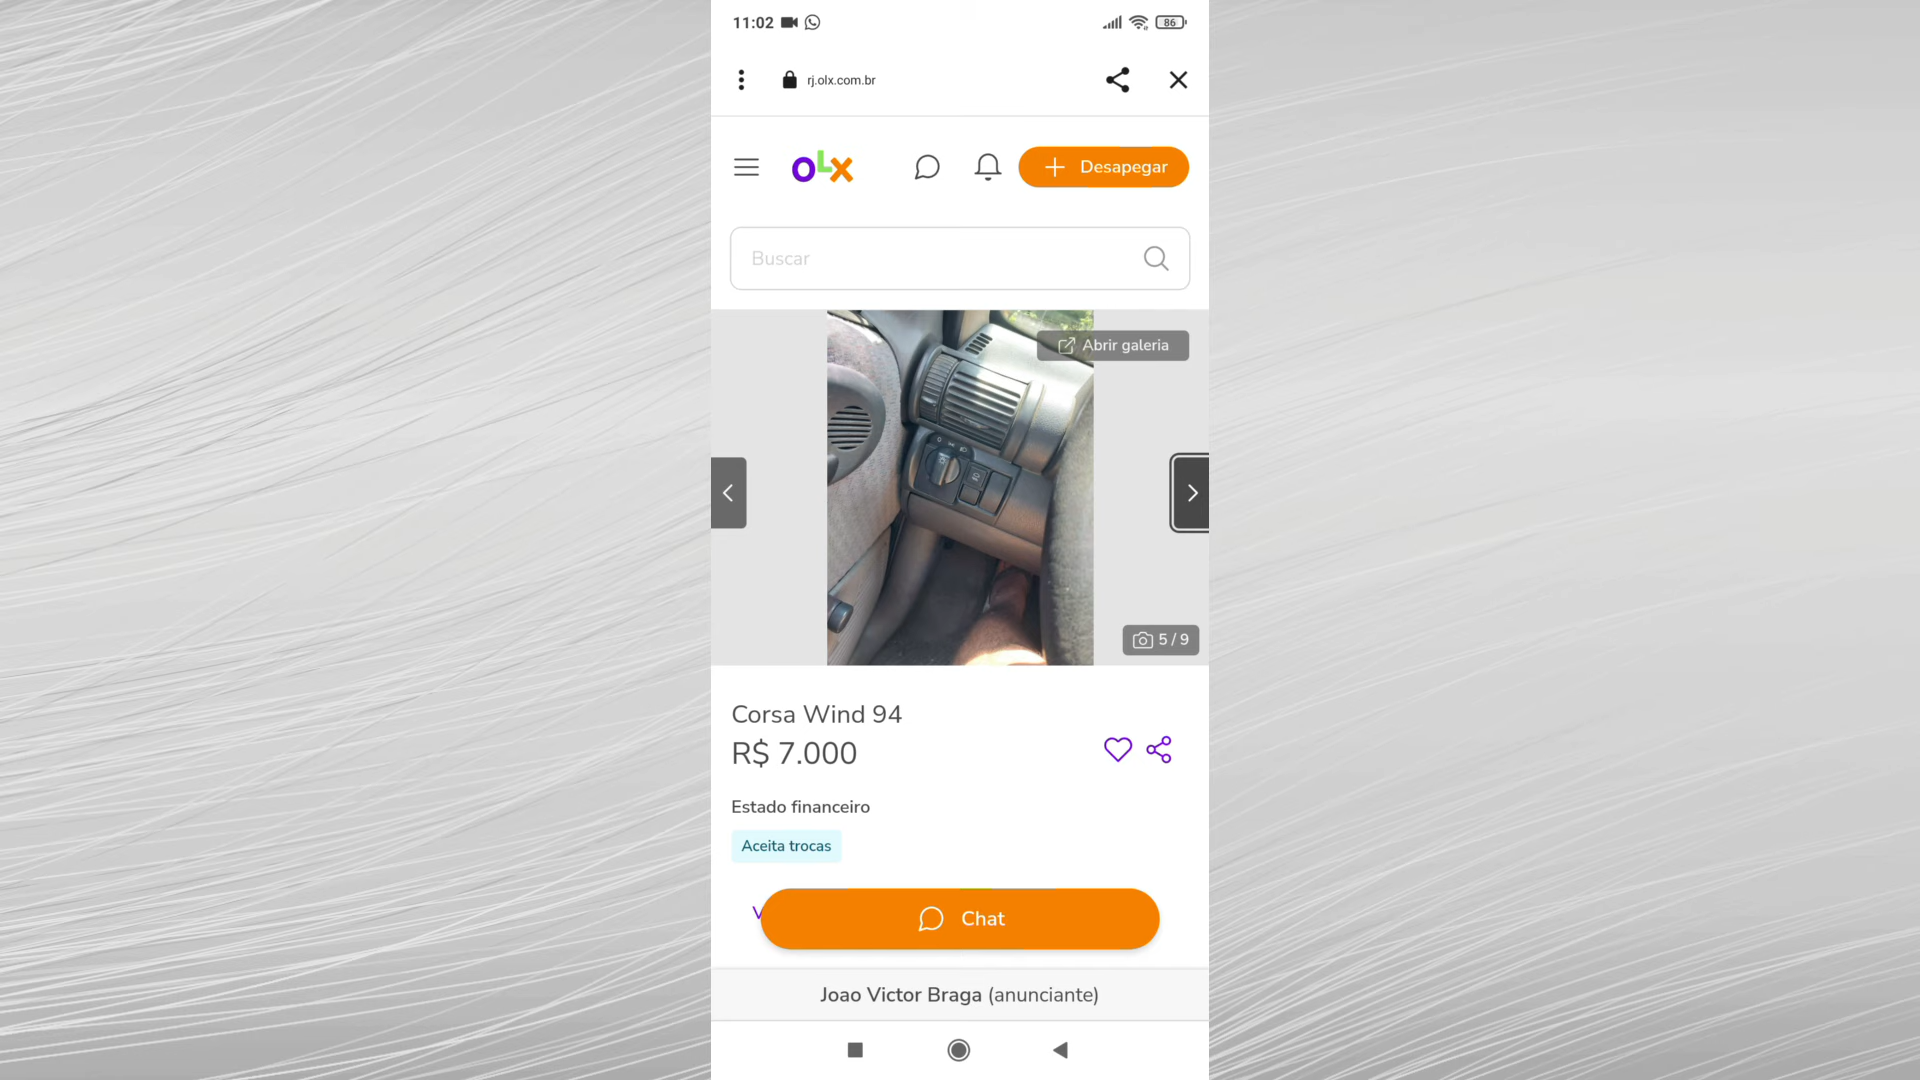 11:02
86
rj.olx.com.br
olx
Desapegar
Buscar
Abrir galeria
5 / 9
Corsa Wind 94
R$ 7.000
Estado financeiro
Aceita trocas
Chat
Joao Victor Braga (anunciante)